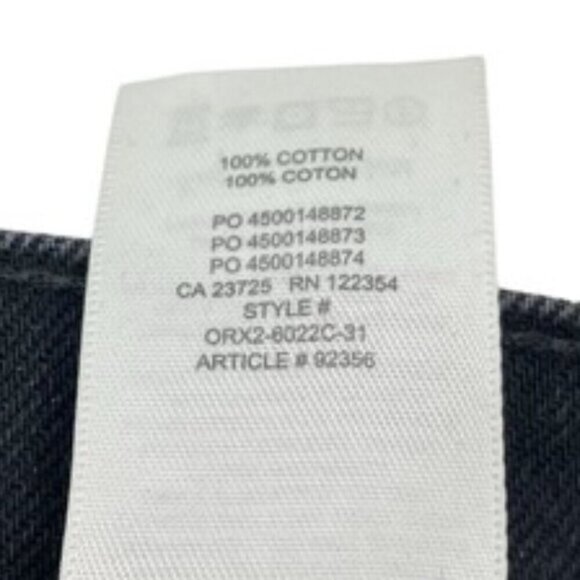 100% COTTON
100% COTON
PO 4500148872
PO 4500148873
PO 4500148874
CA 23725 RN 122354
STYLE #
ORX2-6022C-31
ARTICLE # 92356